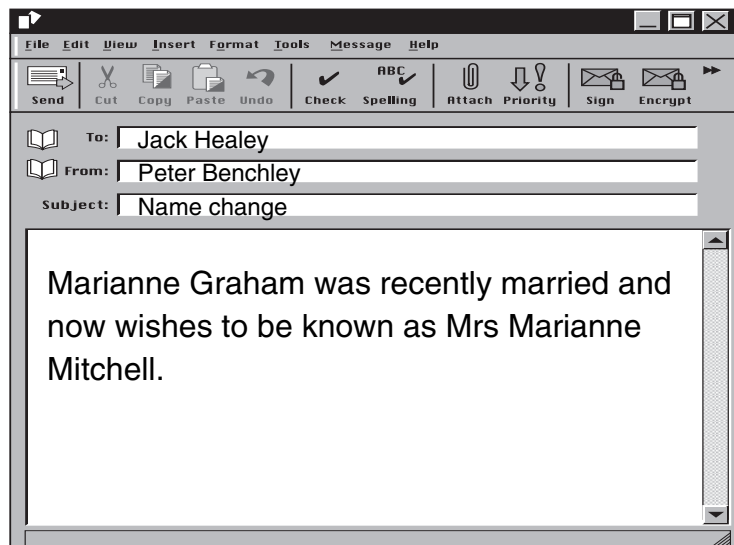 File Edit View Insert Format Tools Message Help
Send Cut Copy Paste Undo Check ABC Spelling Attach Priority Sign Encrypt
To: Jack Healey
From: Peter Benchley
Subject: Name change
Marianne Graham was recently married and
now wishes to be known as Mrs Marianne
Mitchell.